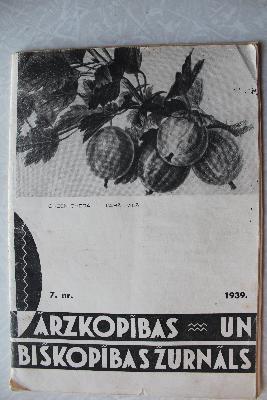 7. nr.
1939.
DĀRZKOPĪBAS UN
BIŠKOPĪBAS ŽURNĀLS